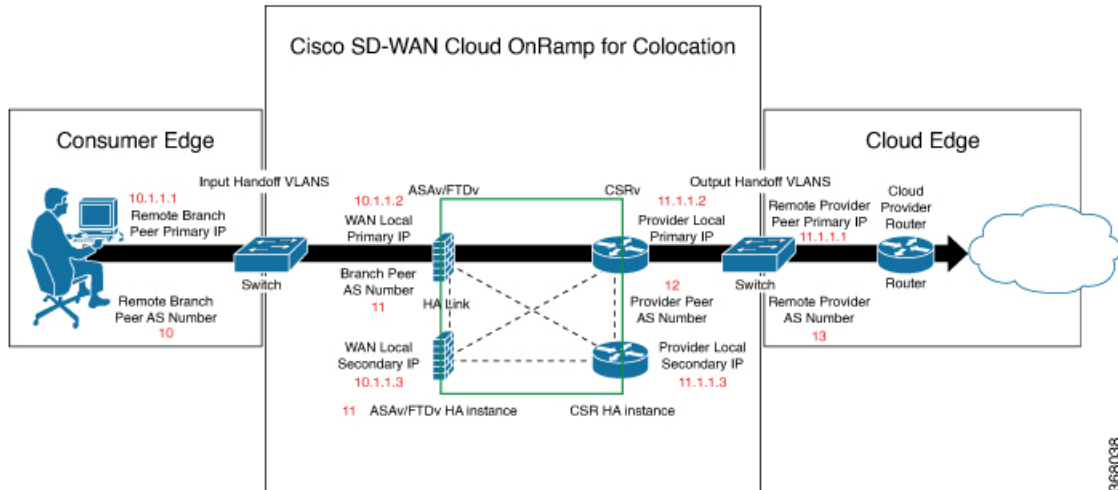 Cisco SD-WAN Cloud OnRamp for Colocation
Consumer Edge
Cloud Edge
Input Handoff VLANS
10.1.1.1
Remote Branch
Peer Primary IP
Switch
Remote Branch
Peer AS Number
10
ASAv/FTDv
10.1.1.2
WAN Local
Primary IP
Branch Peer
AS Number
11
HA Link
WAN Local
Secondary IP
10.1.1.3
11
ASAv/FTDv HA instance
CSRv
11.1.1.2
Provider Local
Primary IP
12
Provider Peer
AS Number
Provider Local
Secondary IP
11.1.1.3
CSR HA instance
Output Handoff VLANS
Remote Provider
Peer Primary IP
11.1.1.1
Switch
Remote Provider
AS Number
13
Cloud
Provider
Router
Router
368038